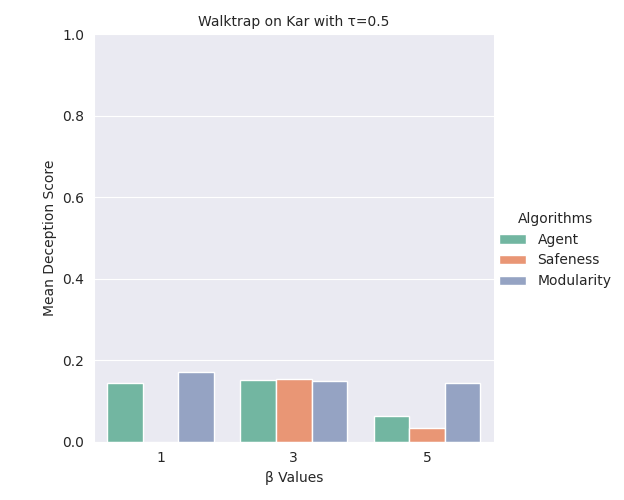 Walktrap on Kar with τ=0.5
Mean Deception Score
1.0
0.8
0.6
0.4
0.2
0.0
1
3
5
β Values
Algorithms
Agent
Safeness
Modularity